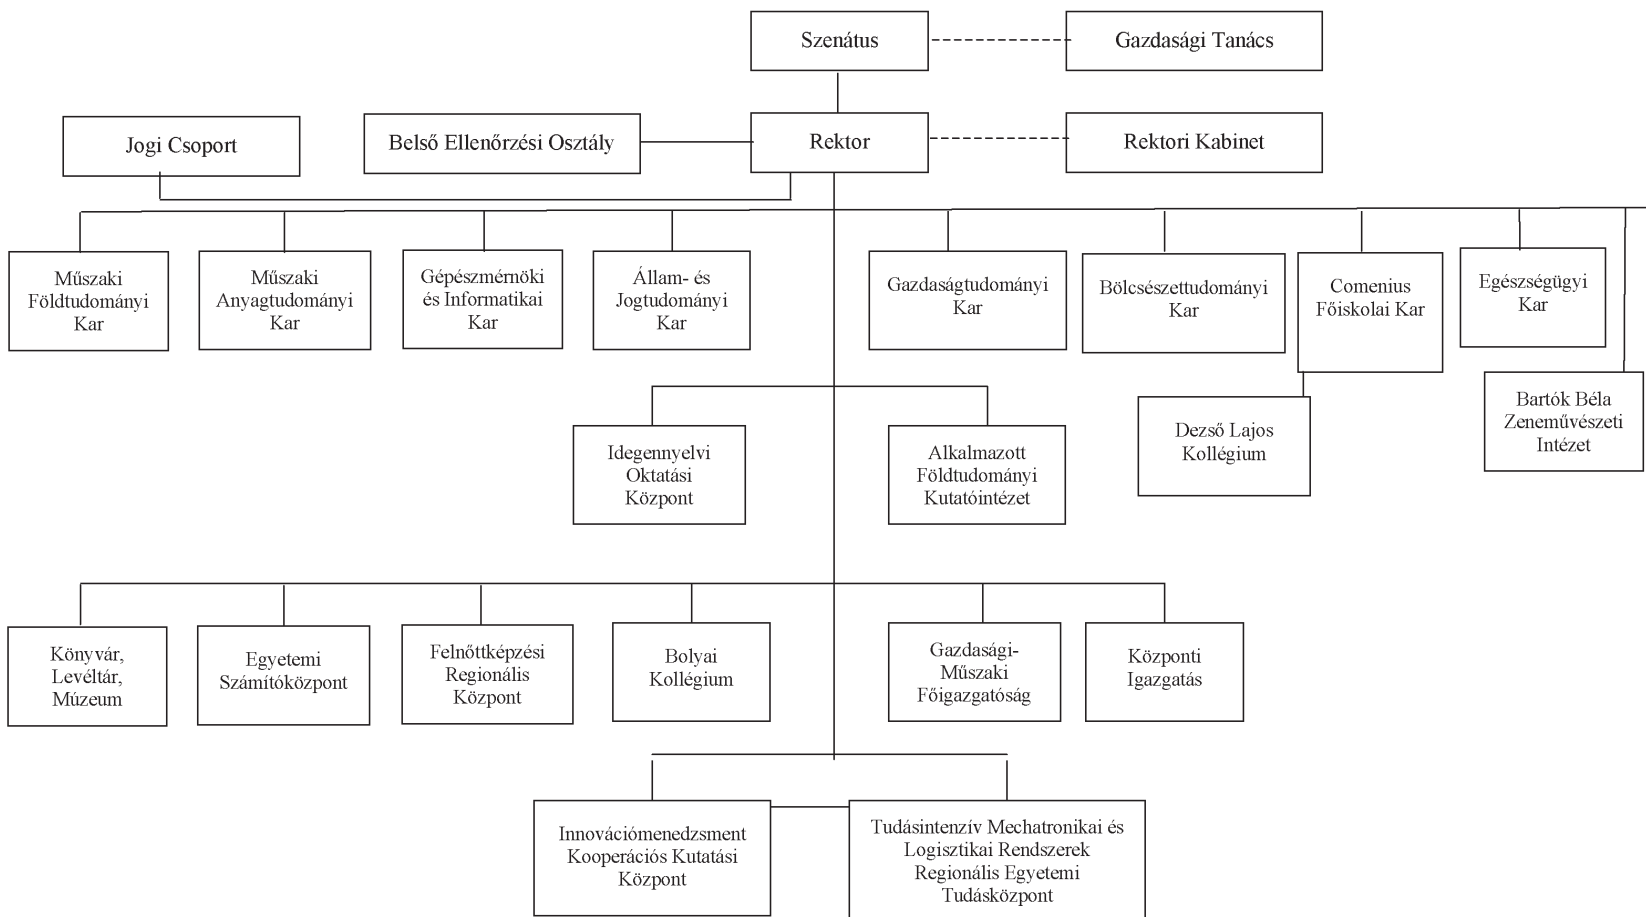 Szenátus
Gazdasági Tanács
Jogi Csoport
Belső Ellenőrzési Osztály
Rektor
Rektori Kabinet
Műszaki
Földtudományi
Kar
Műszaki
Anyagtudományi
Kar
Gépészmérnöki
és Informatikai
Kar
Állam- és
Jogtudományi
Kar
Gazdaságtudományi
Kar
Bölcsészettudományi
Kar
Comenius
Főiskolai Kar
Egészségügyi
Kar
Idegennyelvi
Oktatási
Központ
Alkalmazott
Földtudományi
Kutatóintézet
Dezső Lajos
Kollégium
Bartók Béla
Zeneművészeti
Intézet
Könyvár,
Levéltár,
Múzeum
Egyetemi
Számítóközpont
Felnőttképzési
Regionális
Központ
Bolyai
Kollégium
Gazdasági-
Műszaki
Főigazgatóság
Központi
Igazgatás
Innovációmenedzsment
Kooperációs Kutatási
Központ
Tudásintenzív Mechatronikai és
Logisztikai Rendszerek
Regionális Egyetemi
Tudásközpont